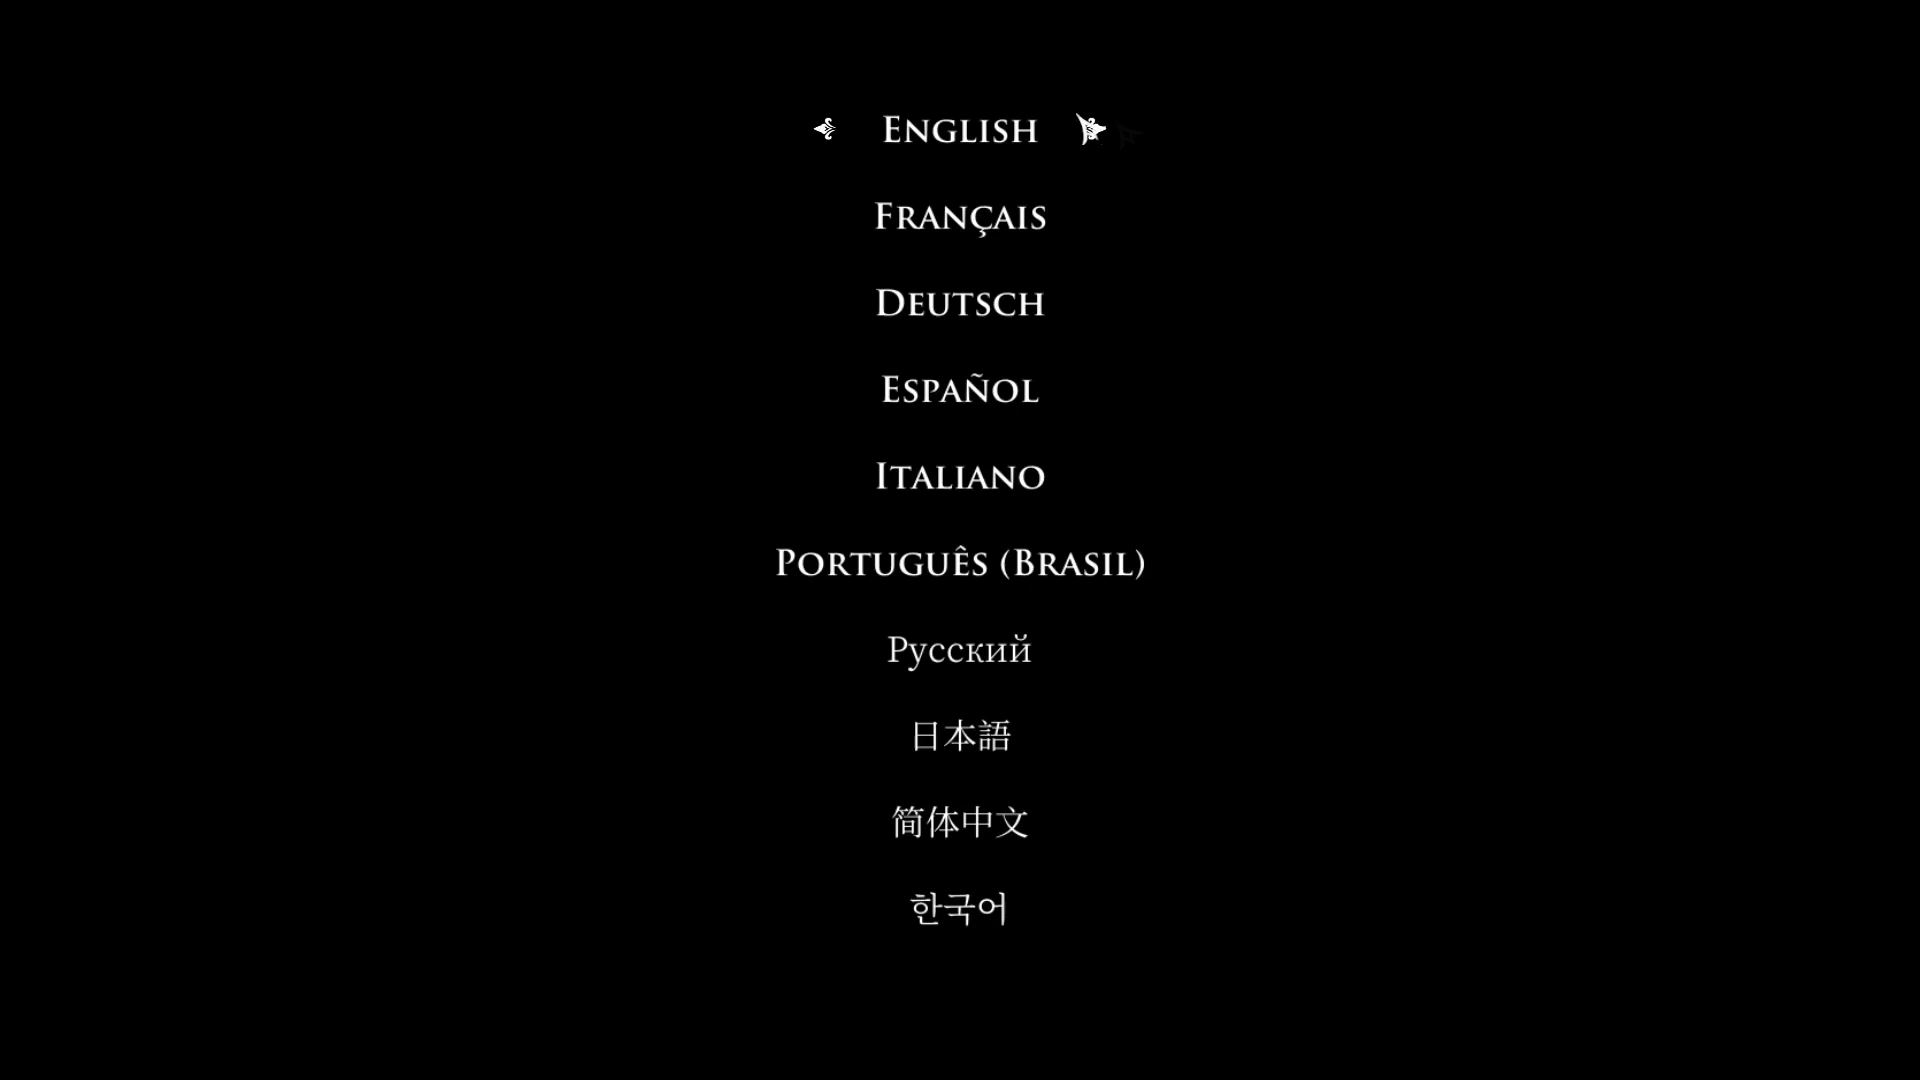 English
Français
Deutsch
Español
Italiano
Português (Brasil)
Русский
日本語
简体中文
한국어